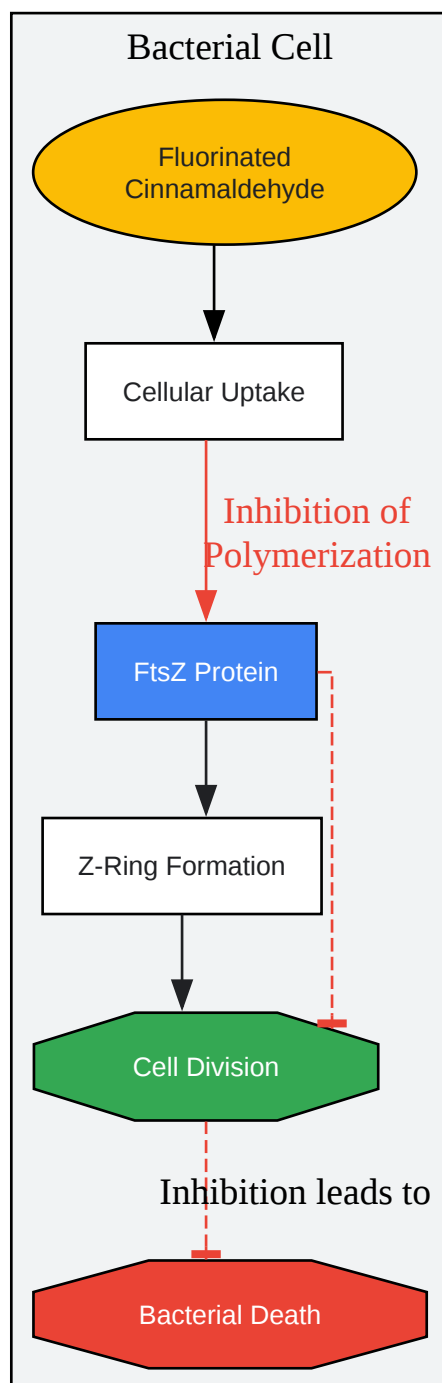 Bacterial Cell
Fluorinated
Cinnamaldehyde
Cellular Uptake
Inhibition of
Polymerization
FtsZ Protein
Z-Ring Formation
Cell Division
Inhibition leads to
Bacterial Death